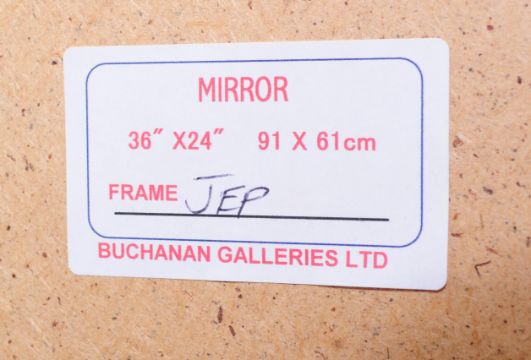 MIRROR
36" X24" 91 X 61cm
FRAME JEP
BUCHANAN GALLERIES LTD